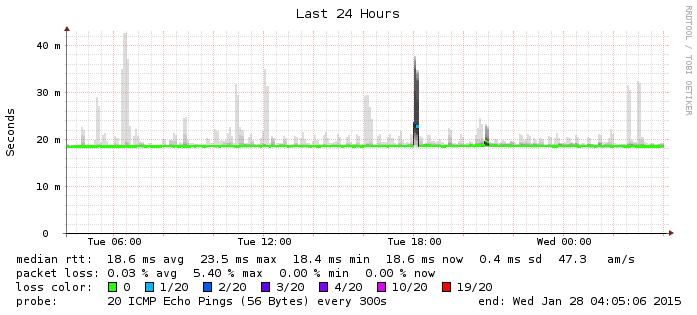 Last 24 Hours
RRDTOOL / TOBI OETIKER
Seconds
40 m
30 m
20 m
10 m
0
Tue 06:00 Tue 12:00 Tue 18:00 Wed 00:00
median rtt: 18.6 ms avg 23.5 ms max 18.4 ms min 18.6 ms now 0.4 ms sd 47.3 am/s
packet loss: 0.03 % avg 5.40 % max 0.00 % min 0.00 % now
loss color: 0 1/20 2/20 3/20 4/20 10/20 19/20
probe: 20 ICMP Echo Pings (56 Bytes) every 300s end: Wed Jan 28 04:05:06 2015